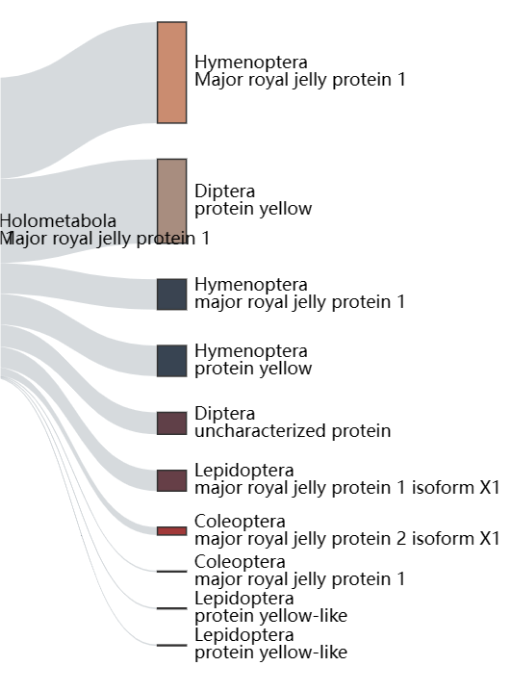 Hymenoptera
Major royal jelly protein 1
Diptera
protein yellow
Holometabola
Major royal jelly protein 1
Hymenoptera
major royal jelly protein 1
Hymenoptera
protein yellow
Diptera
uncharacterized protein
Lepidoptera
major royal jelly protein 1 isoform X1
Coleoptera
major royal jelly protein 2 isoform X1
Coleoptera
major royal jelly protein 1
Lepidoptera
protein yellow-like
Lepidoptera
protein yellow-like